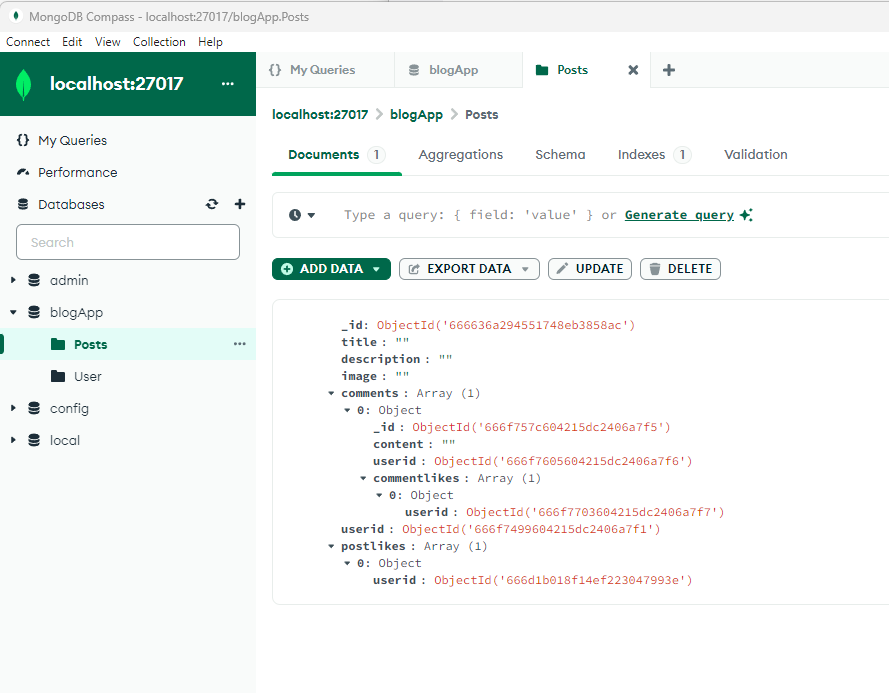 MongoDB Compass - localhost:27017/blogApp.Posts
Connect Edit View Collection Help
localhost:27017 ...
{} My Queries
Performance
Databases
Search
admin
blogApp
Posts ...
User
config
local
{} My Queries blogApp Posts
localhost:27017 > blogApp > Posts
Documents 1 Aggregations Schema Indexes 1 Validation
Type a query: { field: 'value' } or Generate query
ADD DATA EXPORT DATA UPDATE DELETE
_id: ObjectId('666636a294551748eb3858ac')
title : ""
description : ""
image : ""
comments : Array (1)
0: Object
_id : ObjectId('666f757c604215dc2406a7f5')
content : ""
userid : ObjectId('666f7605604215dc2406a7f6')
commentlikes : Array (1)
0: Object
userid : ObjectId('666f7703604215dc2406a7f7')
userid : ObjectId('666f7499604215dc2406a7f1')
postlikes : Array (1)
0: Object
userid : ObjectId('666d1b018f14ef223047993e')